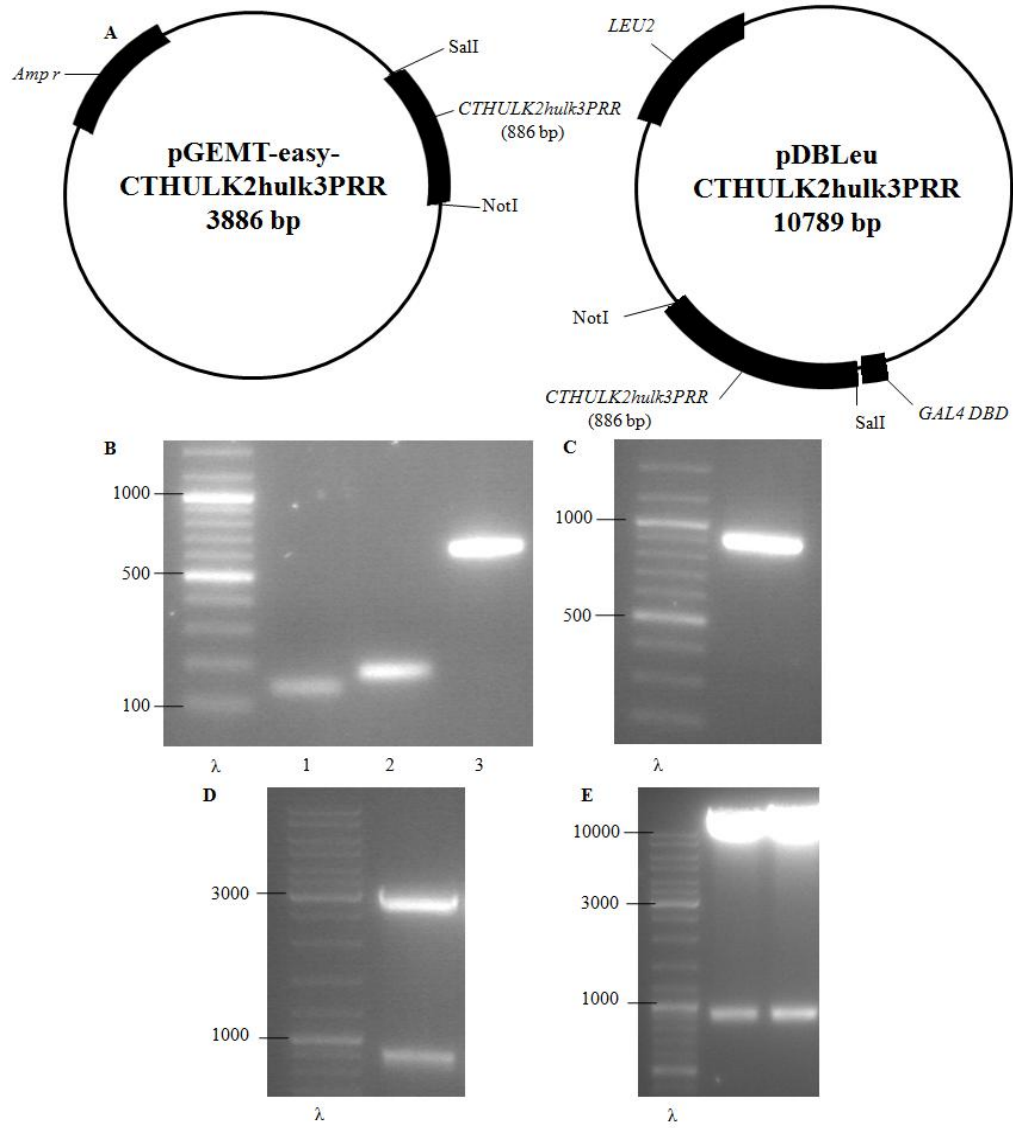 A
Amp r
SalI
CTHULK2hulk3PRR
(886 bp)
NotI
pGEMT-easy-
CTHULK2hulk3PRR
3886 bp
LEU2
pDBLeu
CTHULK2hulk3PRR
10789 bp
NotI
CTHULK2hulk3PRR
(886 bp)
SalI
GAL4 DBD
B
1000
500
100
λ 1 2 3
C
1000
500
λ
D
3000
1000
λ
E
10000
3000
1000
λ